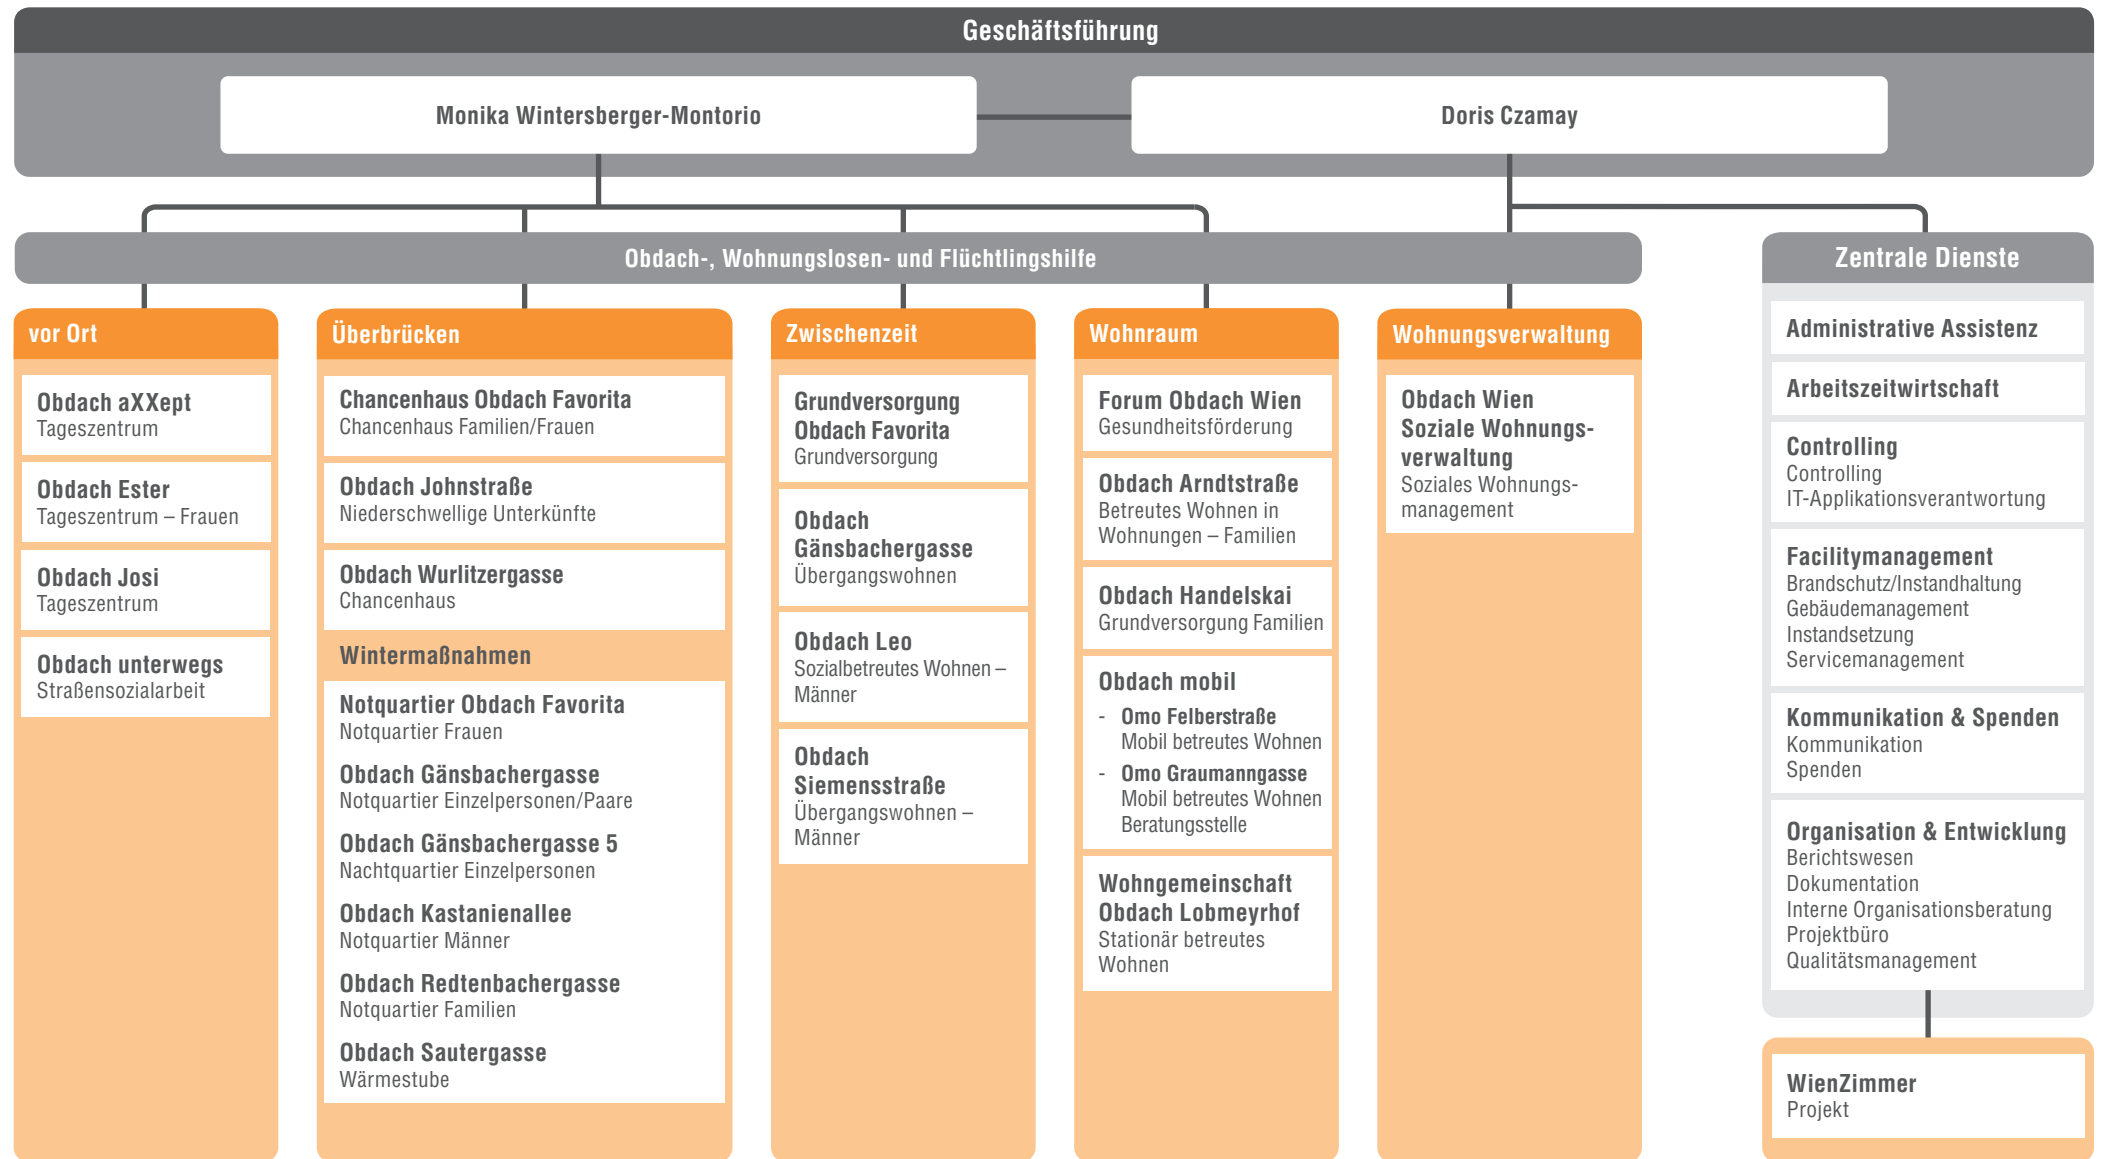 Geschäftsführung
Monika Wintersberger-Montorio
Doris Czamay
Obdach-, Wohnungslosen- und Flüchtlingshilfe
vor Ort
Obdach aXXept
Tageszentrum
Obdach Ester
Tageszentrum – Frauen
Obdach Josi
Tageszentrum
Obdach unterwegs
Straßensozialarbeit
Überbrücken
Chancenhaus Obdach Favorita
Chancenhaus Familien/Frauen
Obdach Johnstraße
Niederschwellige Unterkünfte
Obdach Wurlitzergasse
Chancenhaus
Wintermaßnahmen
Notquartier Obdach Favorita
Notquartier Frauen
Obdach Gänsbachergasse
Notquartier Einzelpersonen/Paare
Obdach Gänsbachergasse 5
Nachtquartier Einzelpersonen
Obdach Kastanienallee
Notquartier Männer
Obdach Redtenbachergasse
Notquartier Familien
Obdach Sautergasse
Wärmestube
Zwischenzeit
Grundversorgung
Obdach Favorita
Grundversorgung
Obdach
Gänsbachergasse
Übergangswohnen
Obdach Leo
Sozialbetreutes Wohnen –
Männer
Obdach
Siemensstraße
Übergangswohnen –
Männer
Wohnraum
Forum Obdach Wien
Gesundheitsförderung
Obdach Arndtstraße
Betreutes Wohnen in
Wohnungen – Familien
Obdach Handelskai
Grundversorgung Familien
Obdach mobil
- Omo Felberstraße
Mobil betreutes Wohnen
- Omo Graumanngasse
Mobil betreutes Wohnen
Beratungsstelle
Wohngemeinschaft
Obdach Lobmeyrhof
Stationär betreutes
Wohnen
Wohnungsverwaltung
Obdach Wien
Soziale Wohnungs-
verwaltung
Soziales Wohnungs-
management
Zentrale Dienste
Administrative Assistenz
Arbeitszeitwirtschaft
Controlling
Controlling
IT-Applikationsverantwortung
Facilitymanagement
Brandschutz/Instandhaltung
Gebäudemanagement
Instandsetzung
Servicemanagement
Kommunikation & Spenden
Kommunikation
Spenden
Organisation & Entwicklung
Berichtswesen
Dokumentation
Interne Organisationsberatung
Projektbüro
Qualitätsmanagement
WienZimmer
Projekt